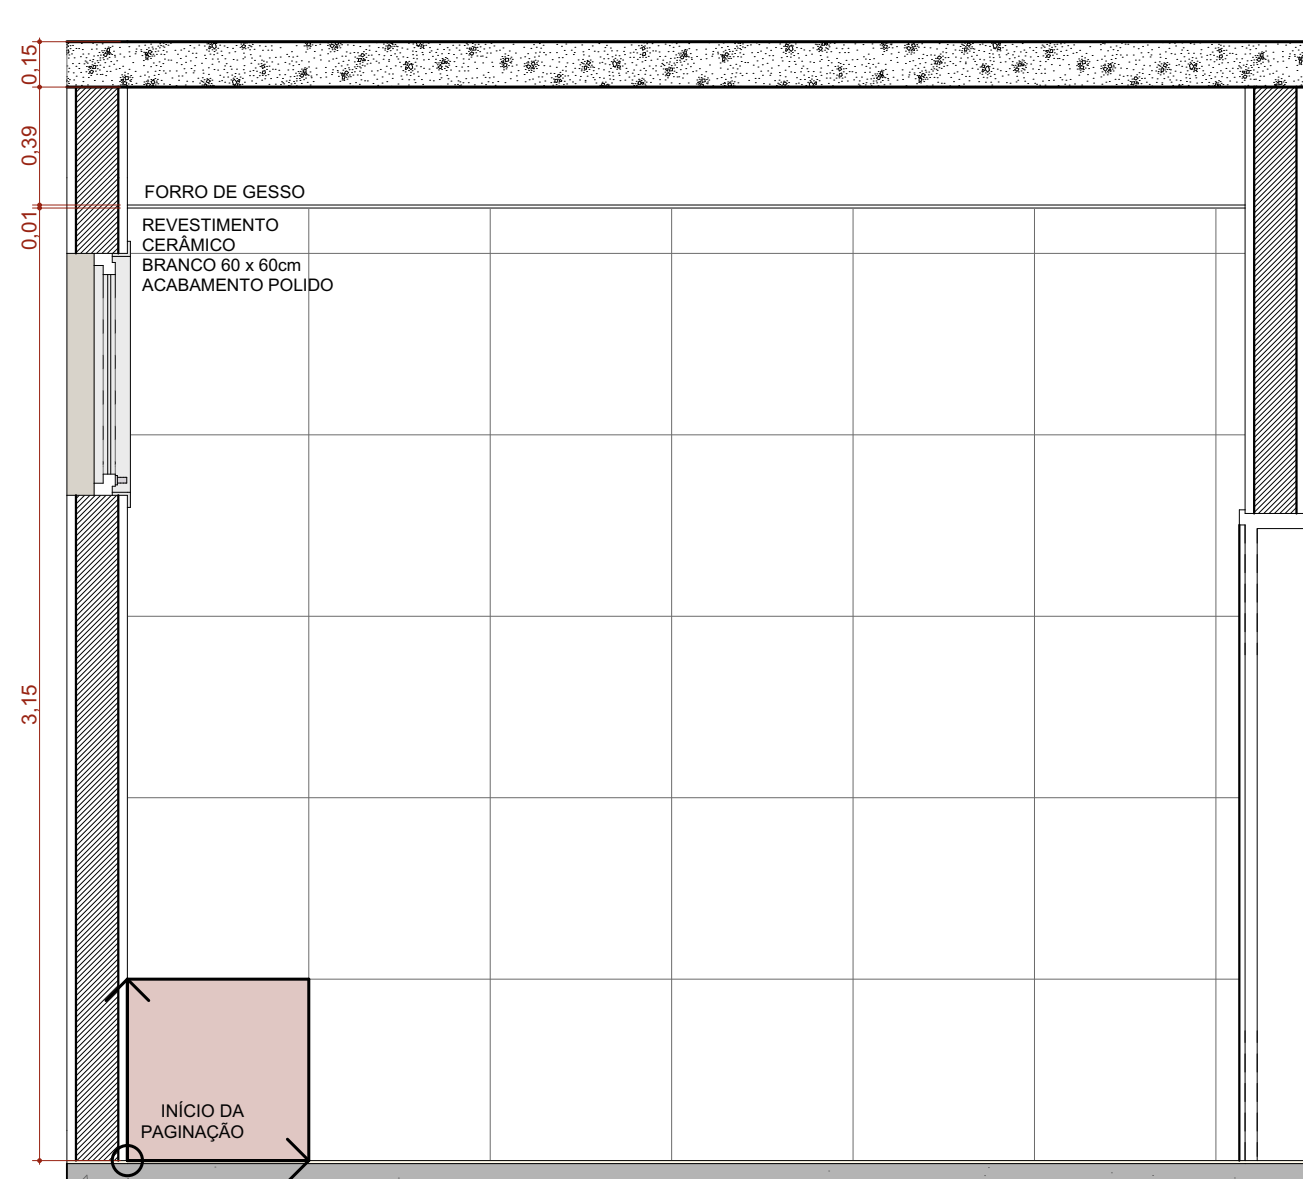 0,15
0,39
FORRO DE GESSO
0,01
REVESTIMENTO
CERÂMICO
BRANCO 60 x 60cm
ACABAMENTO POLIDO
3,15
INÍCIO DA
PAGINAÇÃO